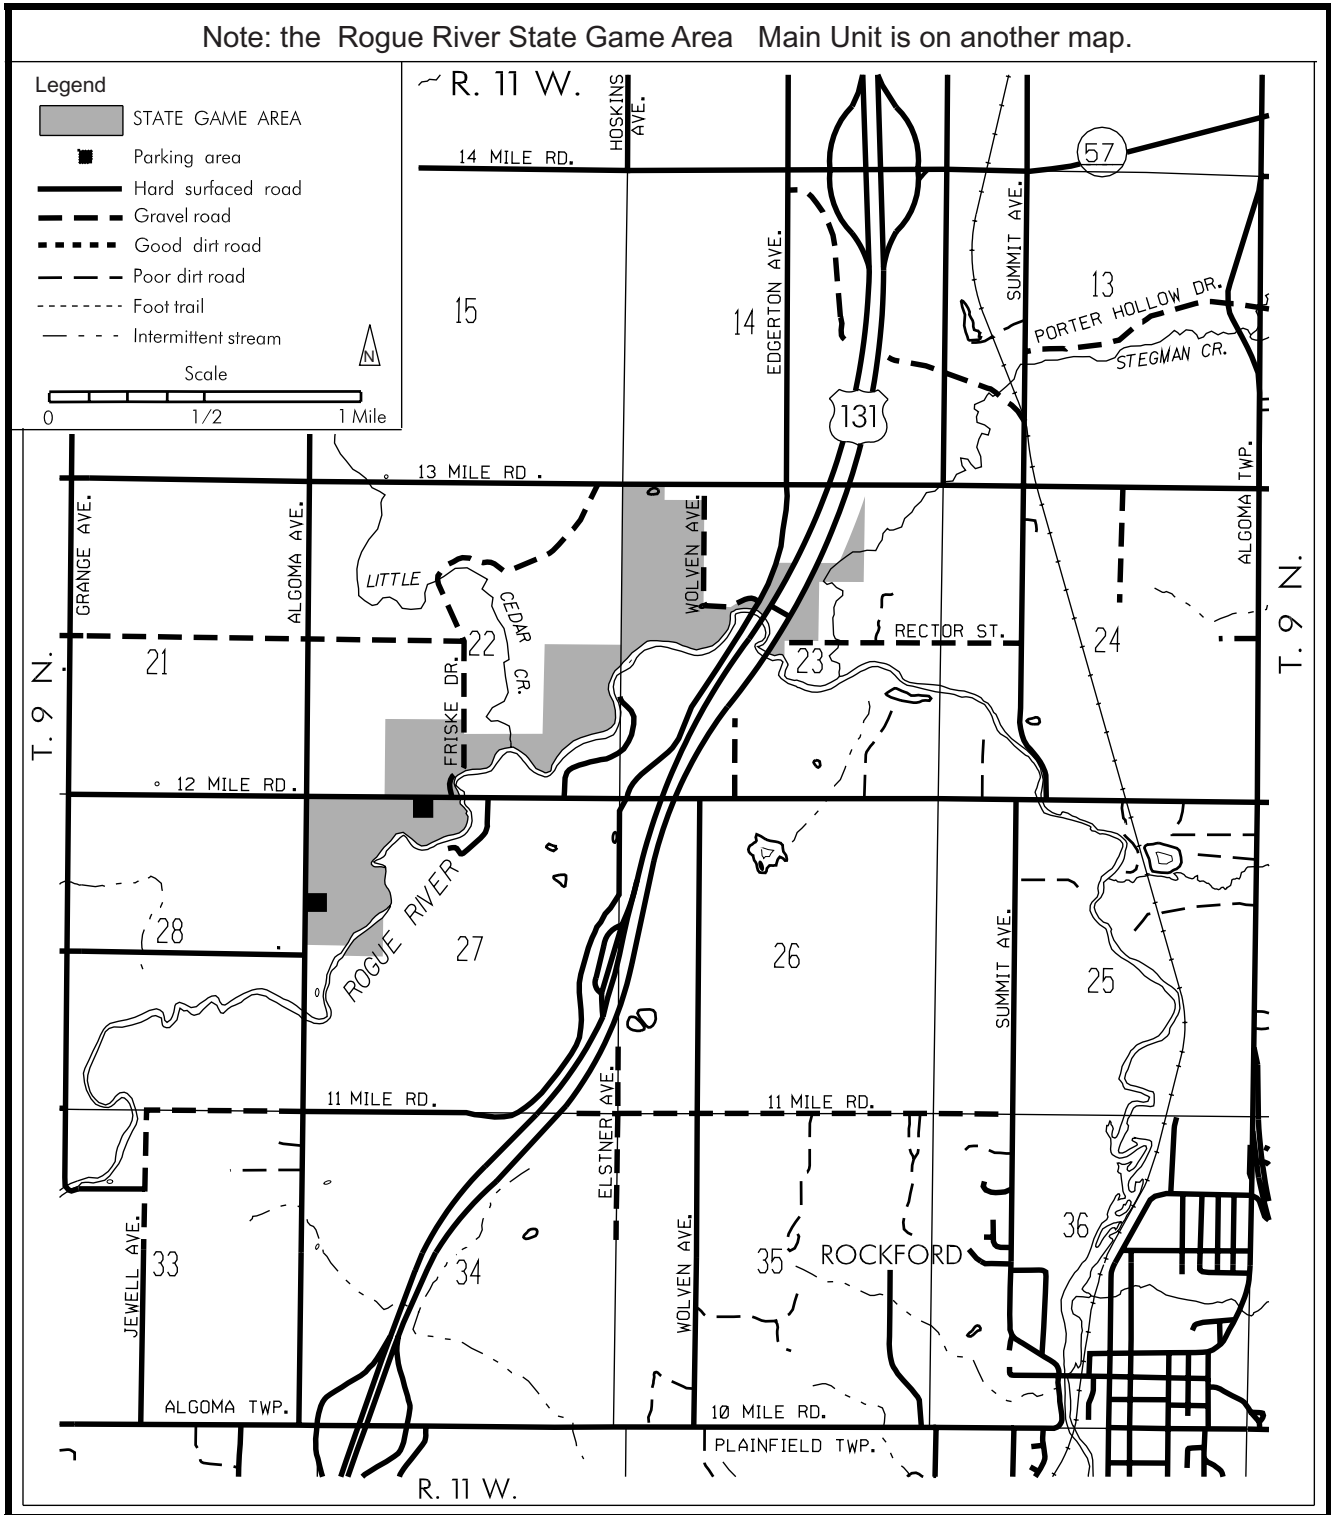 Note: the Rogue River State Game Area Main Unit is on another map.
Legend
STATE GAME AREA
Parking area
Hard surfaced road
Gravel road
Good dirt road
Poor dirt road
Foot trail
Intermittent stream
N
Scale
0 1/2 1 Mile
R. 11 W.
HOSKINS
AVE.
14 MILE RD.
57
SUMMIT AVE.
EDGERTON AVE.
15
14
13
PORTER HOLLOW DR.
STEGMAN CR.
131
13 MILE RD .
GRANGE AVE.
ALGOMA AVE.
WOLVEN AVE.
ALGOMA TWP.
LITTLE
CEDAR
CR.
RECTOR ST.
T. 9 N.
T. 9 N.
21
22
23
24
FRISKE DR.
12 MILE RD.
ROGUE RIVER
28
27
26
25
SUMMIT AVE.
11 MILE RD.
11 MILE RD.
ELSTNER AVE.
JEWELL AVE.
WOLVEN AVE.
33
34
35
36
ROCKFORD
ALGOMA TWP.
10 MILE RD.
PLAINFIELD TWP.
R. 11 W.